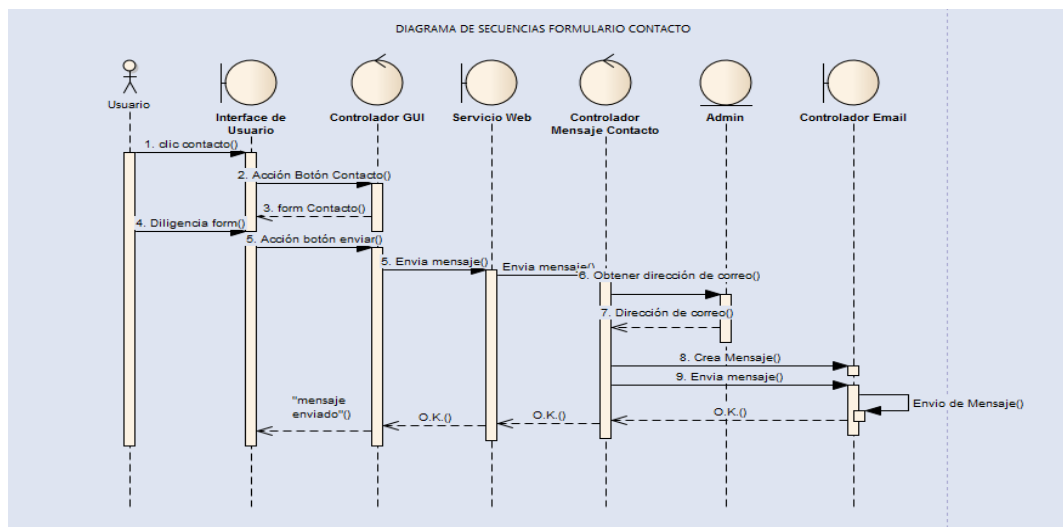 DIAGRAMA DE SECUENCIAS FORMULARIO CONTACTO
Usuario
Interface de
Usuario
Controlador GUI
Servicio Web
Controlador
Mensaje Contacto
Admin
Controlador Email
1. clic contacto()
2. Acción Botón Contacto()
3. form Contacto()
4. Diligencia form()
5. Acción botón enviar()
5. Envia mensaje()
Envia mensaje()
6. Obtener dirección de correo()
7. Dirección de correo()
8. Crea Mensaje()
9. Envia mensaje()
Envio de Mensaje()
"mensaje
enviado"()
O.K.()
O.K.()
O.K.()